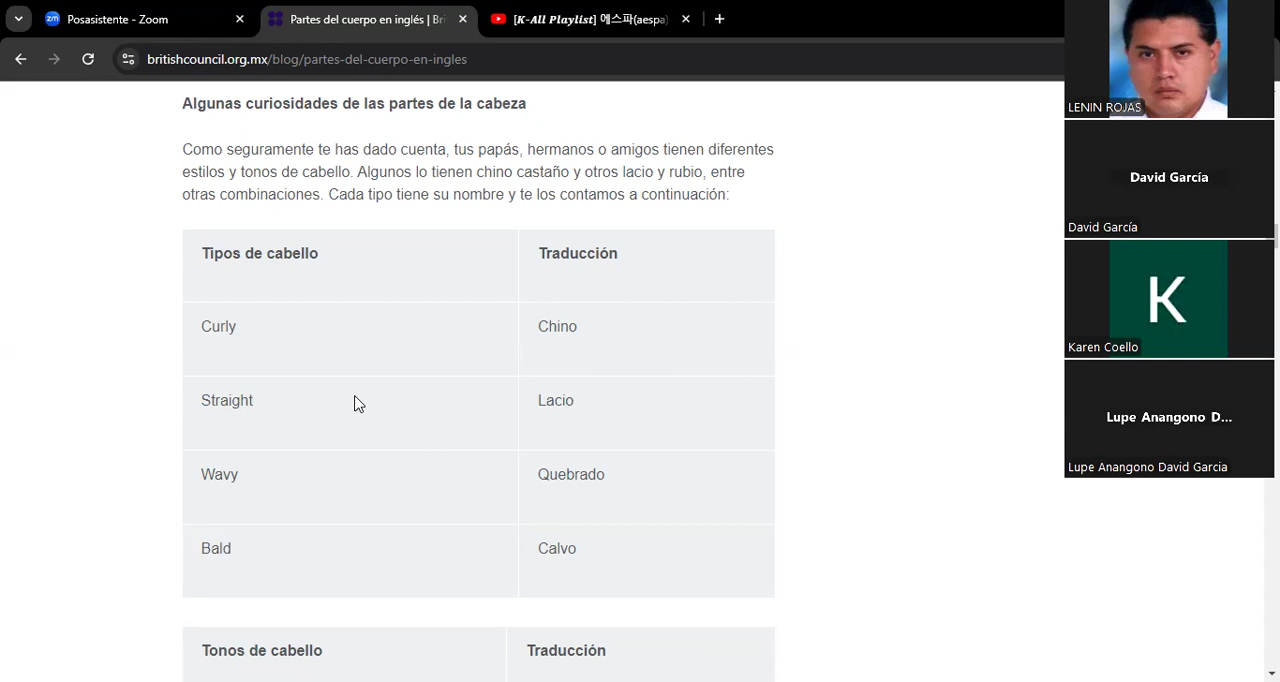 Posasistente - Zoom
Partes del cuerpo en inglés | Bri
[K-All Playlist] 에스파(aespa)
britishcouncil.org.mx/blog/partes-del-cuerpo-en-ingles
Algunas curiosidades de las partes de la cabeza
Como seguramente te has dado cuenta, tus papás, hermanos o amigos tienen diferentes
estilos y tonos de cabello. Algunos lo tienen chino castaño y otros lacio y rubio, entre
otras combinaciones. Cada tipo tiene su nombre y te los contamos a continuación:
Tipos de cabello
Traducción
Curly
Chino
Straight
Lacio
Wavy
Quebrado
Bald
Calvo
Tonos de cabello
Traducción
LENIN ROJAS
David García
David García
K
Karen Coello
Lupe Anangono D...
Lupe Anangono David Garcia